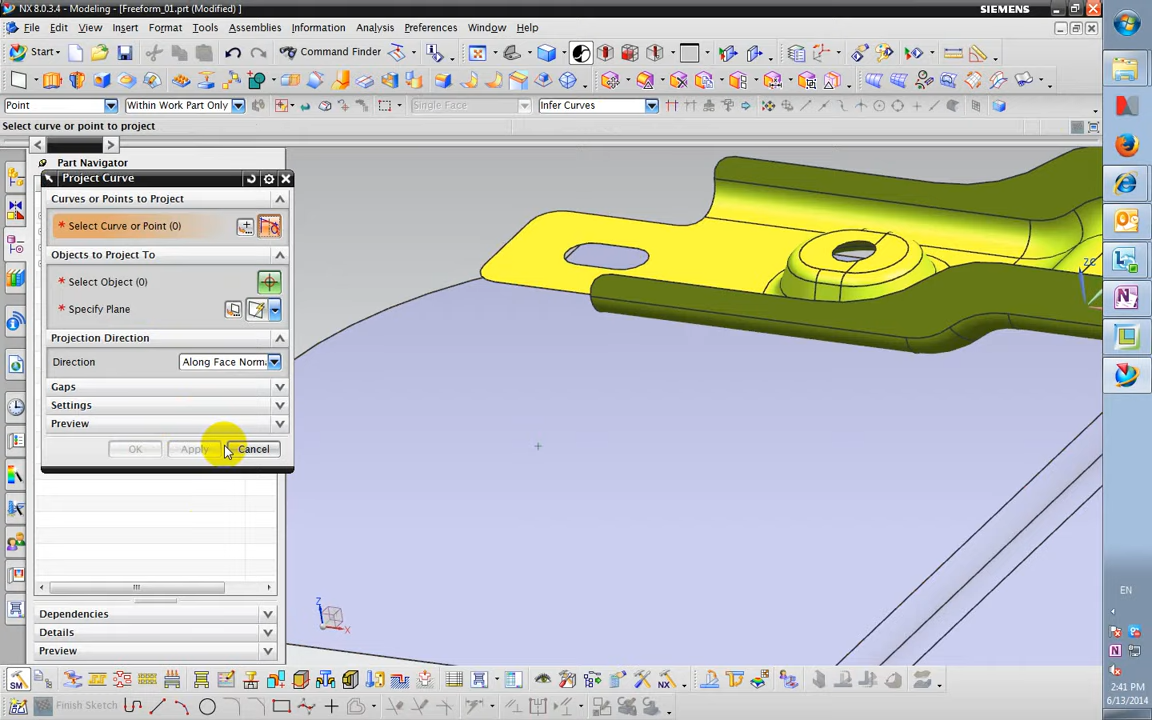 NX 8.0.3.4 - Modeling - [Freeform_01.prt (Modified) ]
SIEMENS
File Edit View Insert Format Tools Assemblies Information Analysis Preferences Window Help
Start
Command Finder
Point
Within Work Part Only
Single Face
Infer Curves
Select curve or point to project
Part Navigator
Project Curve
Curves or Points to Project
* Select Curve or Point (0)
Objects to Project To
* Select Object (0)
* Specify Plane
Projection Direction
Direction
Along Face Norm
Gaps
Settings
Preview
OK
Apply
Cancel
ZC
Z
X
Dependencies
Details
Preview
Finish Sketch
EN
2:41 PM
6/13/2014